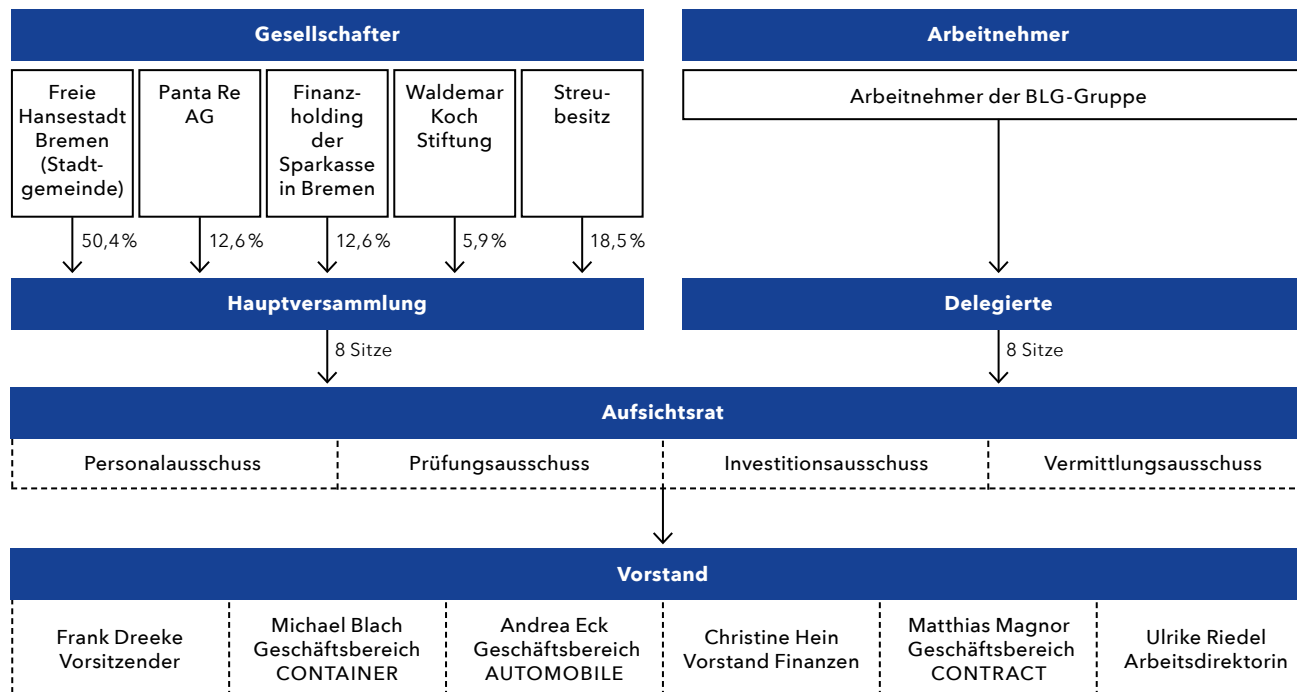 Gesellschafter
Freie
Hansestadt
Bremen
(Stadt-
gemeinde)
Panta Re
AG
Finanz-
holding
der
Sparkasse
in Bremen
Waldemar
Koch
Stiftung
Streu-
besitz
50,4 %
12,6 %
12,6 %
5,9 %
18,5 %
Hauptversammlung
8 Sitze
Arbeitnehmer
Arbeitnehmer der BLG-Gruppe
Delegierte
8 Sitze
Aufsichtsrat
Personalausschuss
Prüfungsausschuss
Investitionsausschuss
Vermittlungsausschuss
Vorstand
Frank Dreeke
Vorsitzender
Michael Blach
Geschäftsbereich
CONTAINER
Andrea Eck
Geschäftsbereich
AUTOMOBILE
Christine Hein
Vorstand Finanzen
Matthias Magnor
Geschäftsbereich
CONTRACT
Ulrike Riedel
Arbeitsdirektorin